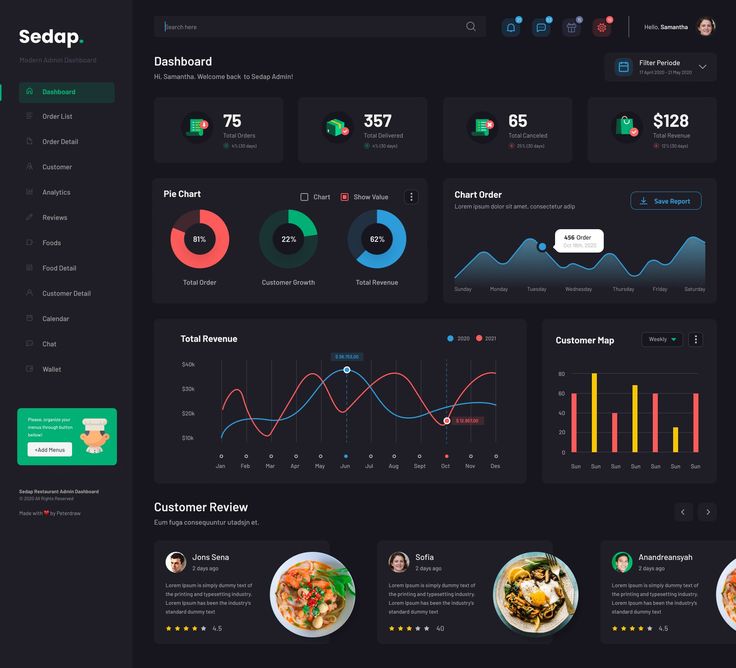 Sedap.
Modern Admin Dashboard
Dashboard
Order List
Order Detail
Customer
Analytics
Reviews
Foods
Food Detail
Customer Detail
Calendar
Chat
Wallet
Please, organize your
menus through button
bellow!
+Add Menus
Sedap Restaurant Admin Dashboard
© 2020 All Rights Reserved
Made with ❤ by Peterdraw
Search here
Hello, Samantha
Dashboard
Hi, Samantha. Welcome back to Sedap Admin!
Filter Periode
17 April 2020 - 21 May 2020
75
Total Orders
4% (30 days)
357
Total Delivered
4% (30 days)
65
Total Canceled
25% (30 days)
$128
Total Revenue
12% (30 days)
Pie Chart
Chart
Show Value
81%
22%
62%
Total Order
Customer Growth
Total Revenue
Chart Order
Lorem ipsum dolor sit amet, consectetur adip
Save Report
456 Order
Oct 18th, 2020
Sunday Monday Tuesday Wednesday Thursday Friday Saturday
Total Revenue
2020 2021
$40k
$30k
$20k
$10k
$ 38.753,00
$ 12.657,00
Jan Feb Mar Apr May Jun Jul Aug Sept Oct Nov Des
Customer Map
Weekly
80
60
40
20
0
Sun Sun Sun Sun Sun Sun Sun
Customer Review
Eum fuga consequuntur utadsjn et.
Jons Sena
2 days ago
Lorem Ipsum is simply dummy text of
the printing and typesetting industry.
Lorem Ipsum has been the industry's
standard dummy text
4.5
Sofia
2 days ago
Lorem Ipsum is simply dummy text of
the printing and typesetting industry.
Lorem Ipsum has been the industry's
standard dummy text
40
Anandreansyah
2 days ago
Lorem Ipsum is simply dummy text of
the printing and typesetting industry.
Lorem Ipsum has been the industry's
standard dummy text
4.5